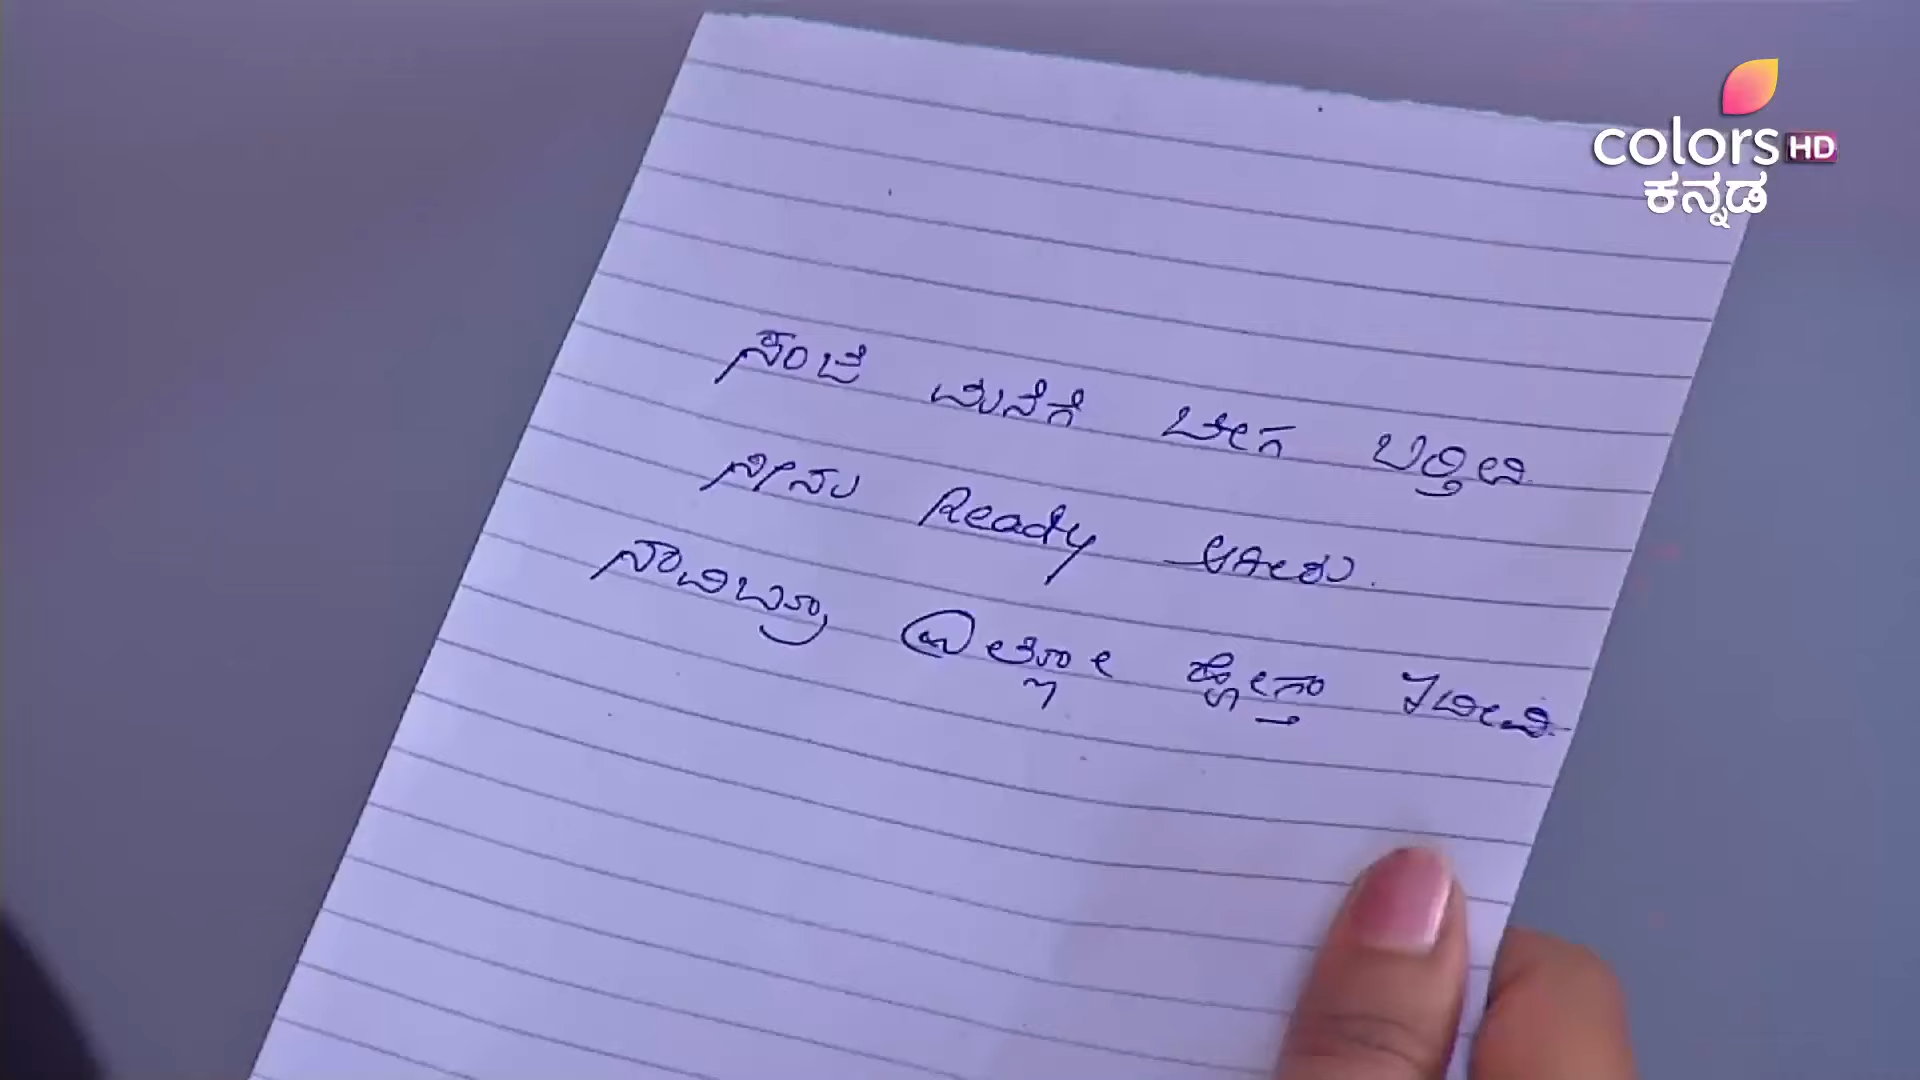 colors HD
ಕನ್ನಡ
ಸಂಜೆ ಮನೆಗೆ ಬೇಗ ಬರ್ತೀನಿ
ನೀನು Ready ಆಗಿರು.
ನಾವಿಬ್ರೂ